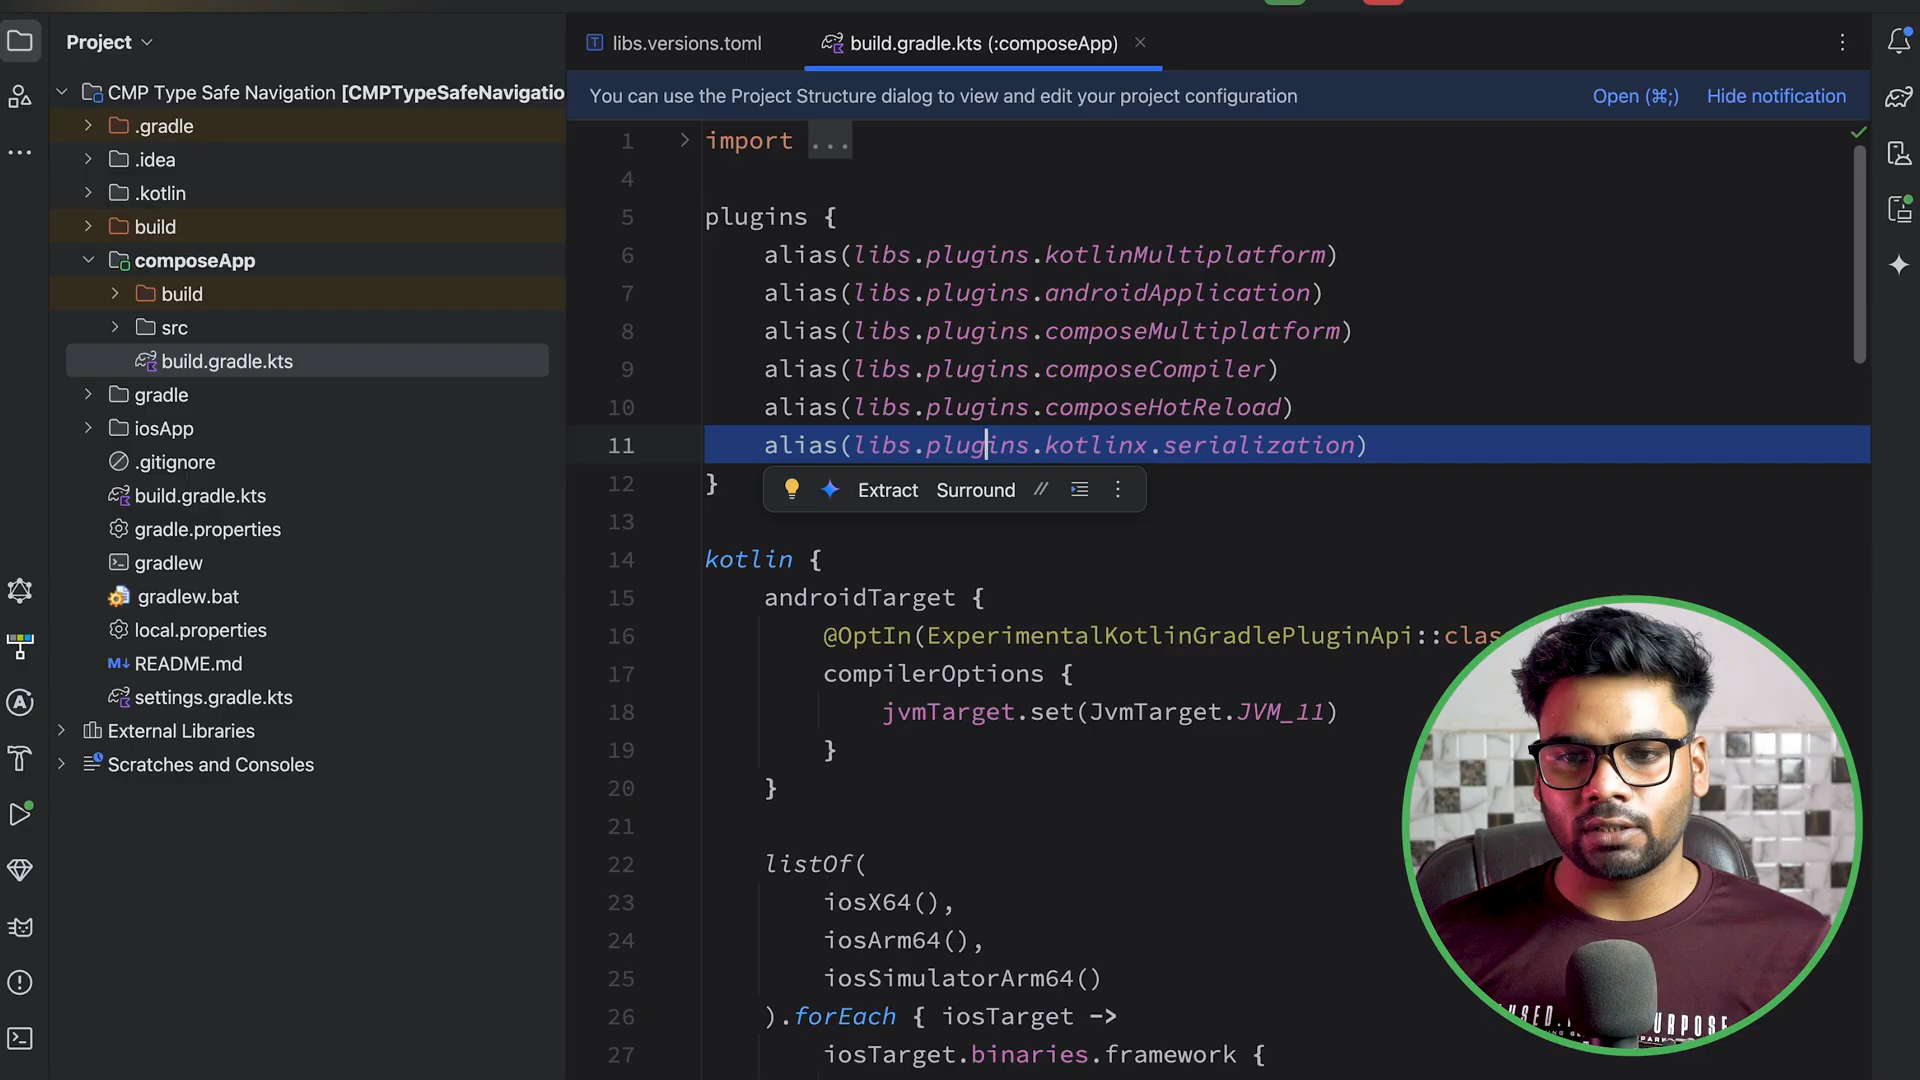 Project
CMP Type Safe Navigation [CMPTypeSafeNavigatio
.gradle
.idea
.kotlin
build
composeApp
build
src
build.gradle.kts
gradle
iosApp
.gitignore
build.gradle.kts
gradle.properties
gradlew
gradlew.bat
local.properties
M↓ README.md
settings.gradle.kts
External Libraries
Scratches and Consoles
libs.versions.toml
build.gradle.kts (:composeApp)
You can use the Project Structure dialog to view and edit your project configuration
Open (⌘;) Hide notification
1 import ...
4
5 plugins {
6 alias(libs.plugins.kotlinMultiplatform)
7 alias(libs.plugins.androidApplication)
8 alias(libs.plugins.composeMultiplatform)
9 alias(libs.plugins.composeCompiler)
10 alias(libs.plugins.composeHotReload)
11 alias(libs.plugins.kotlinx.serialization)
12 }
Extract Surround //
13
14 kotlin {
15 androidTarget {
16 @OptIn(ExperimentalKotlinGradlePluginApi::clas
17 compilerOptions {
18 jvmTarget.set(JvmTarget.JVM_11)
19 }
20 }
21
22 listOf(
23 iosX64(),
24 iosArm64(),
25 iosSimulatorArm64()
26 ).forEach { iosTarget ->
27 iosTarget.binaries.framework {